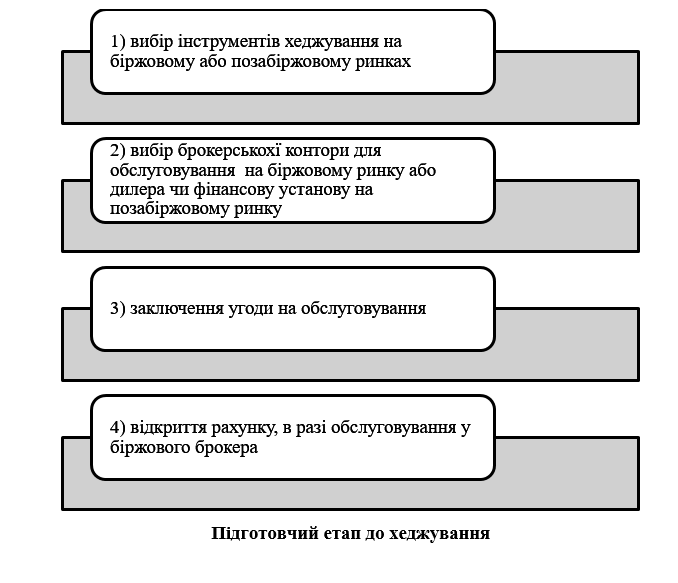 1) вибір інструментів хеджування на
біржовому або позабіржовому ринках
2) вибір брокерськохї контори для
обслуговування  на біржовому ринку або
дилера чи фінансову установу на
позабіржовому ринку
3) заключення угоди на обслуговування
4) відкриття рахунку, в разі обслуговування у
біржового брокера
Підготовчий етап до хеджування